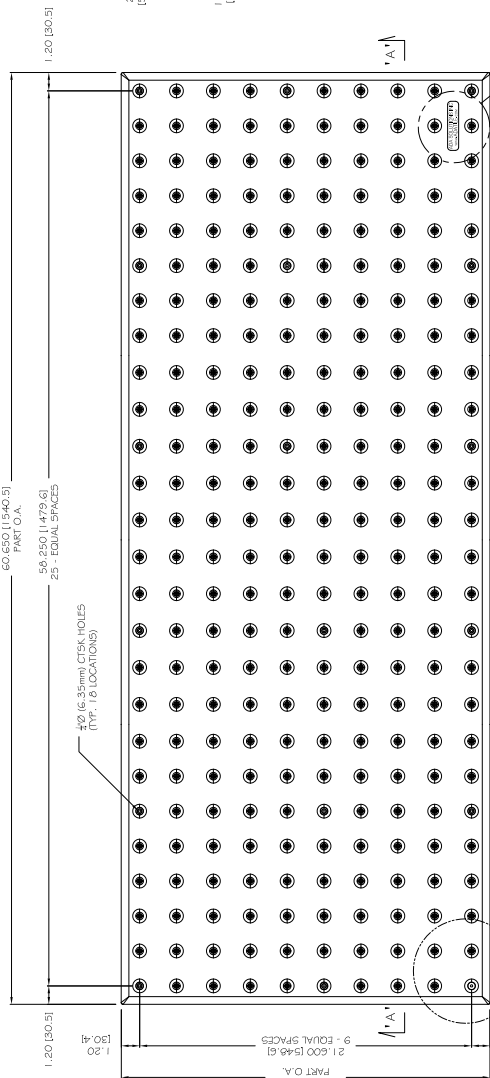 60.650 [1540.5]
PART O.A.
1.20 [30.5]
58.250 [1479.6]
25 - EQUAL SPACES
1.20 [30.5]
¼"Ø (6.35mm) CTSK HOLES
(TYP. 18 LOCATIONS)
1.20
[30.4]
21.600 [548.6]
9 - EQUAL SPACES
PART O.A.
'A'
'A'